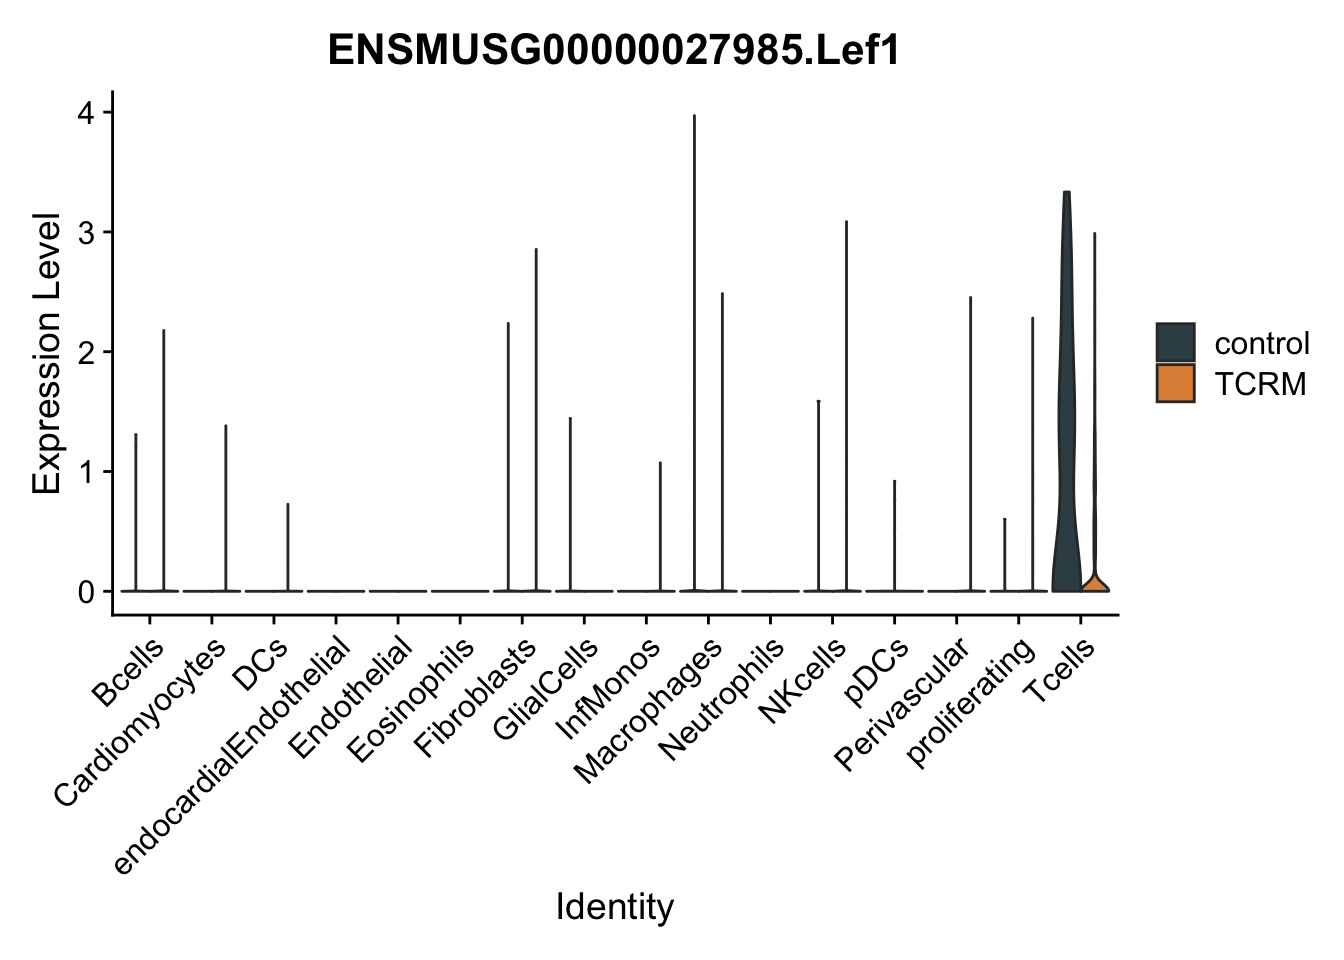 ENSMUSG00000027985.Lef1
Expression Level
4
3
2
1
0
Bcells
Cardiomyocytes
DCs
endocardialEndothelial
Endothelial
Eosinophils
Fibroblasts
GlialCells
InfMonos
Macrophages
Neutrophils
NKcells
pDCs
Perivascular
proliferating
Tcells
Identity
control
TCRM